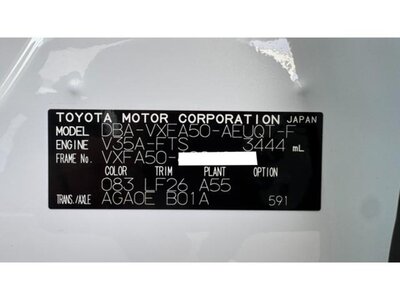 TOYOTA MOTOR CORPORATION JAPAN
MODEL DBA-VXFA50-AEUQT-F
ENGINE V35A-FTS 3444 mL
FRAME No. VXFA50-
COLOR TRIM PLANT OPTION
083 LF26 A55
TRANS./AXLE AGA0E B01A 591